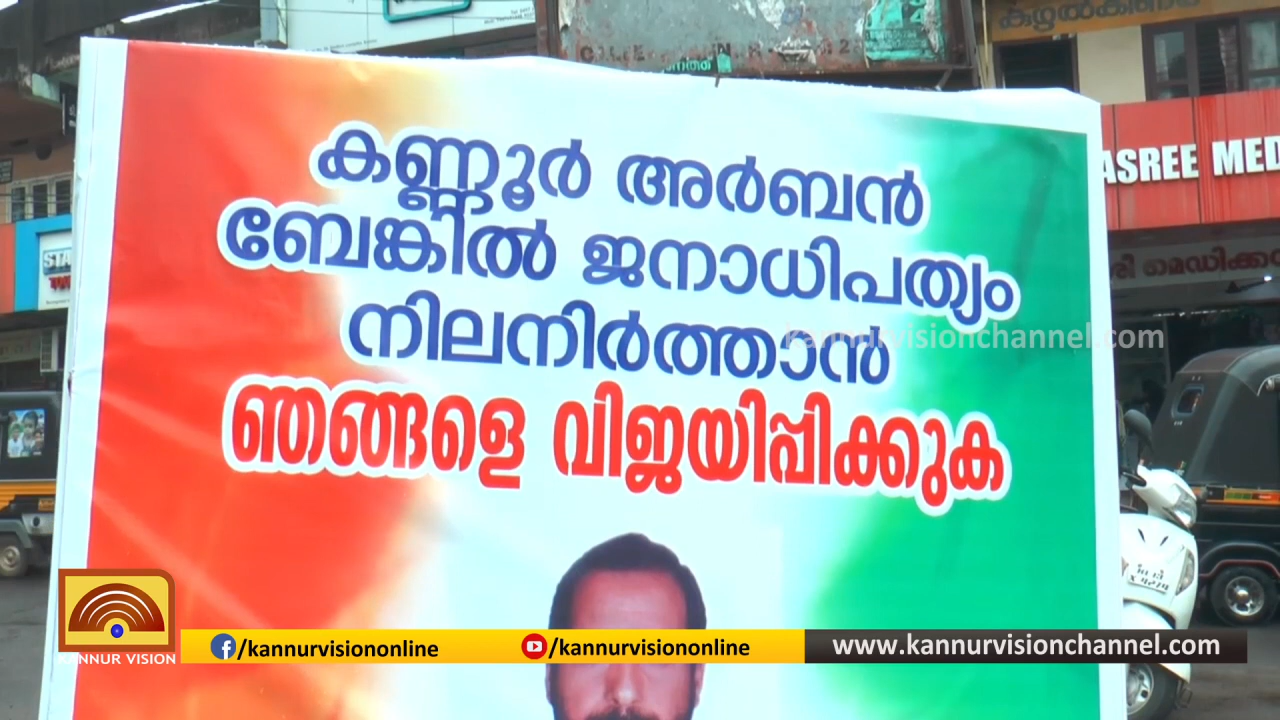 കണ്ണൂർ അർബൻ
ബേങ്കിൽ ജനാധിപത്യം
നിലനിർത്താൻ
ഞങ്ങളെ വിജയിപ്പിക്കുക
ASREE MED
kannurvisionchannel.com
KANNUR VISION
/kannurvisiononline
/kannurvisiononline
www.kannurvisionchannel.com